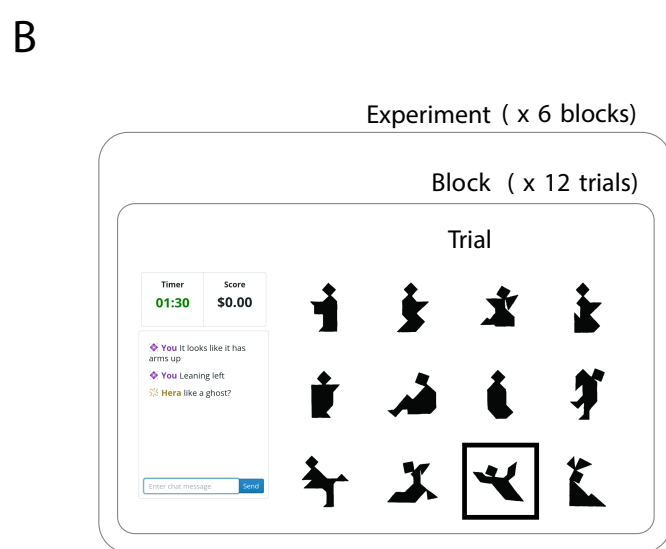 B
Experiment ( x 6 blocks)
Block ( x 12 trials)
Trial
Timer Score
01:30 $0.00
You It looks like it has
arms up
You Leaning left
Hera like a ghost?
Enter chat message Send